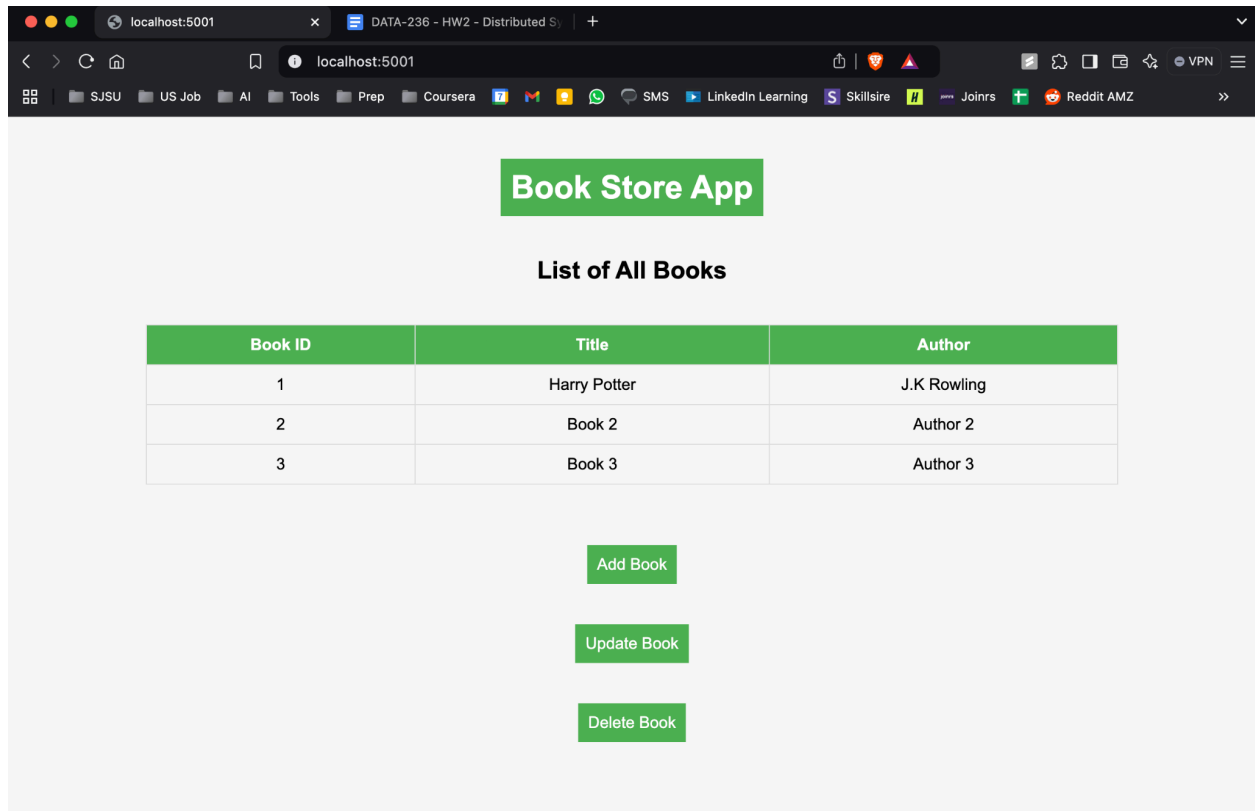 localhost:5001
DATA-236 - HW2 - Distributed Sy
localhost:5001
VPN
SJSU US Job AI Tools Prep Coursera 7 SMS LinkedIn Learning S Skillsire H Joinrs Reddit AMZ
Book Store App
List of All Books
Book ID Title Author
1 Harry Potter J.K Rowling
2 Book 2 Author 2
3 Book 3 Author 3
Add Book
Update Book
Delete Book